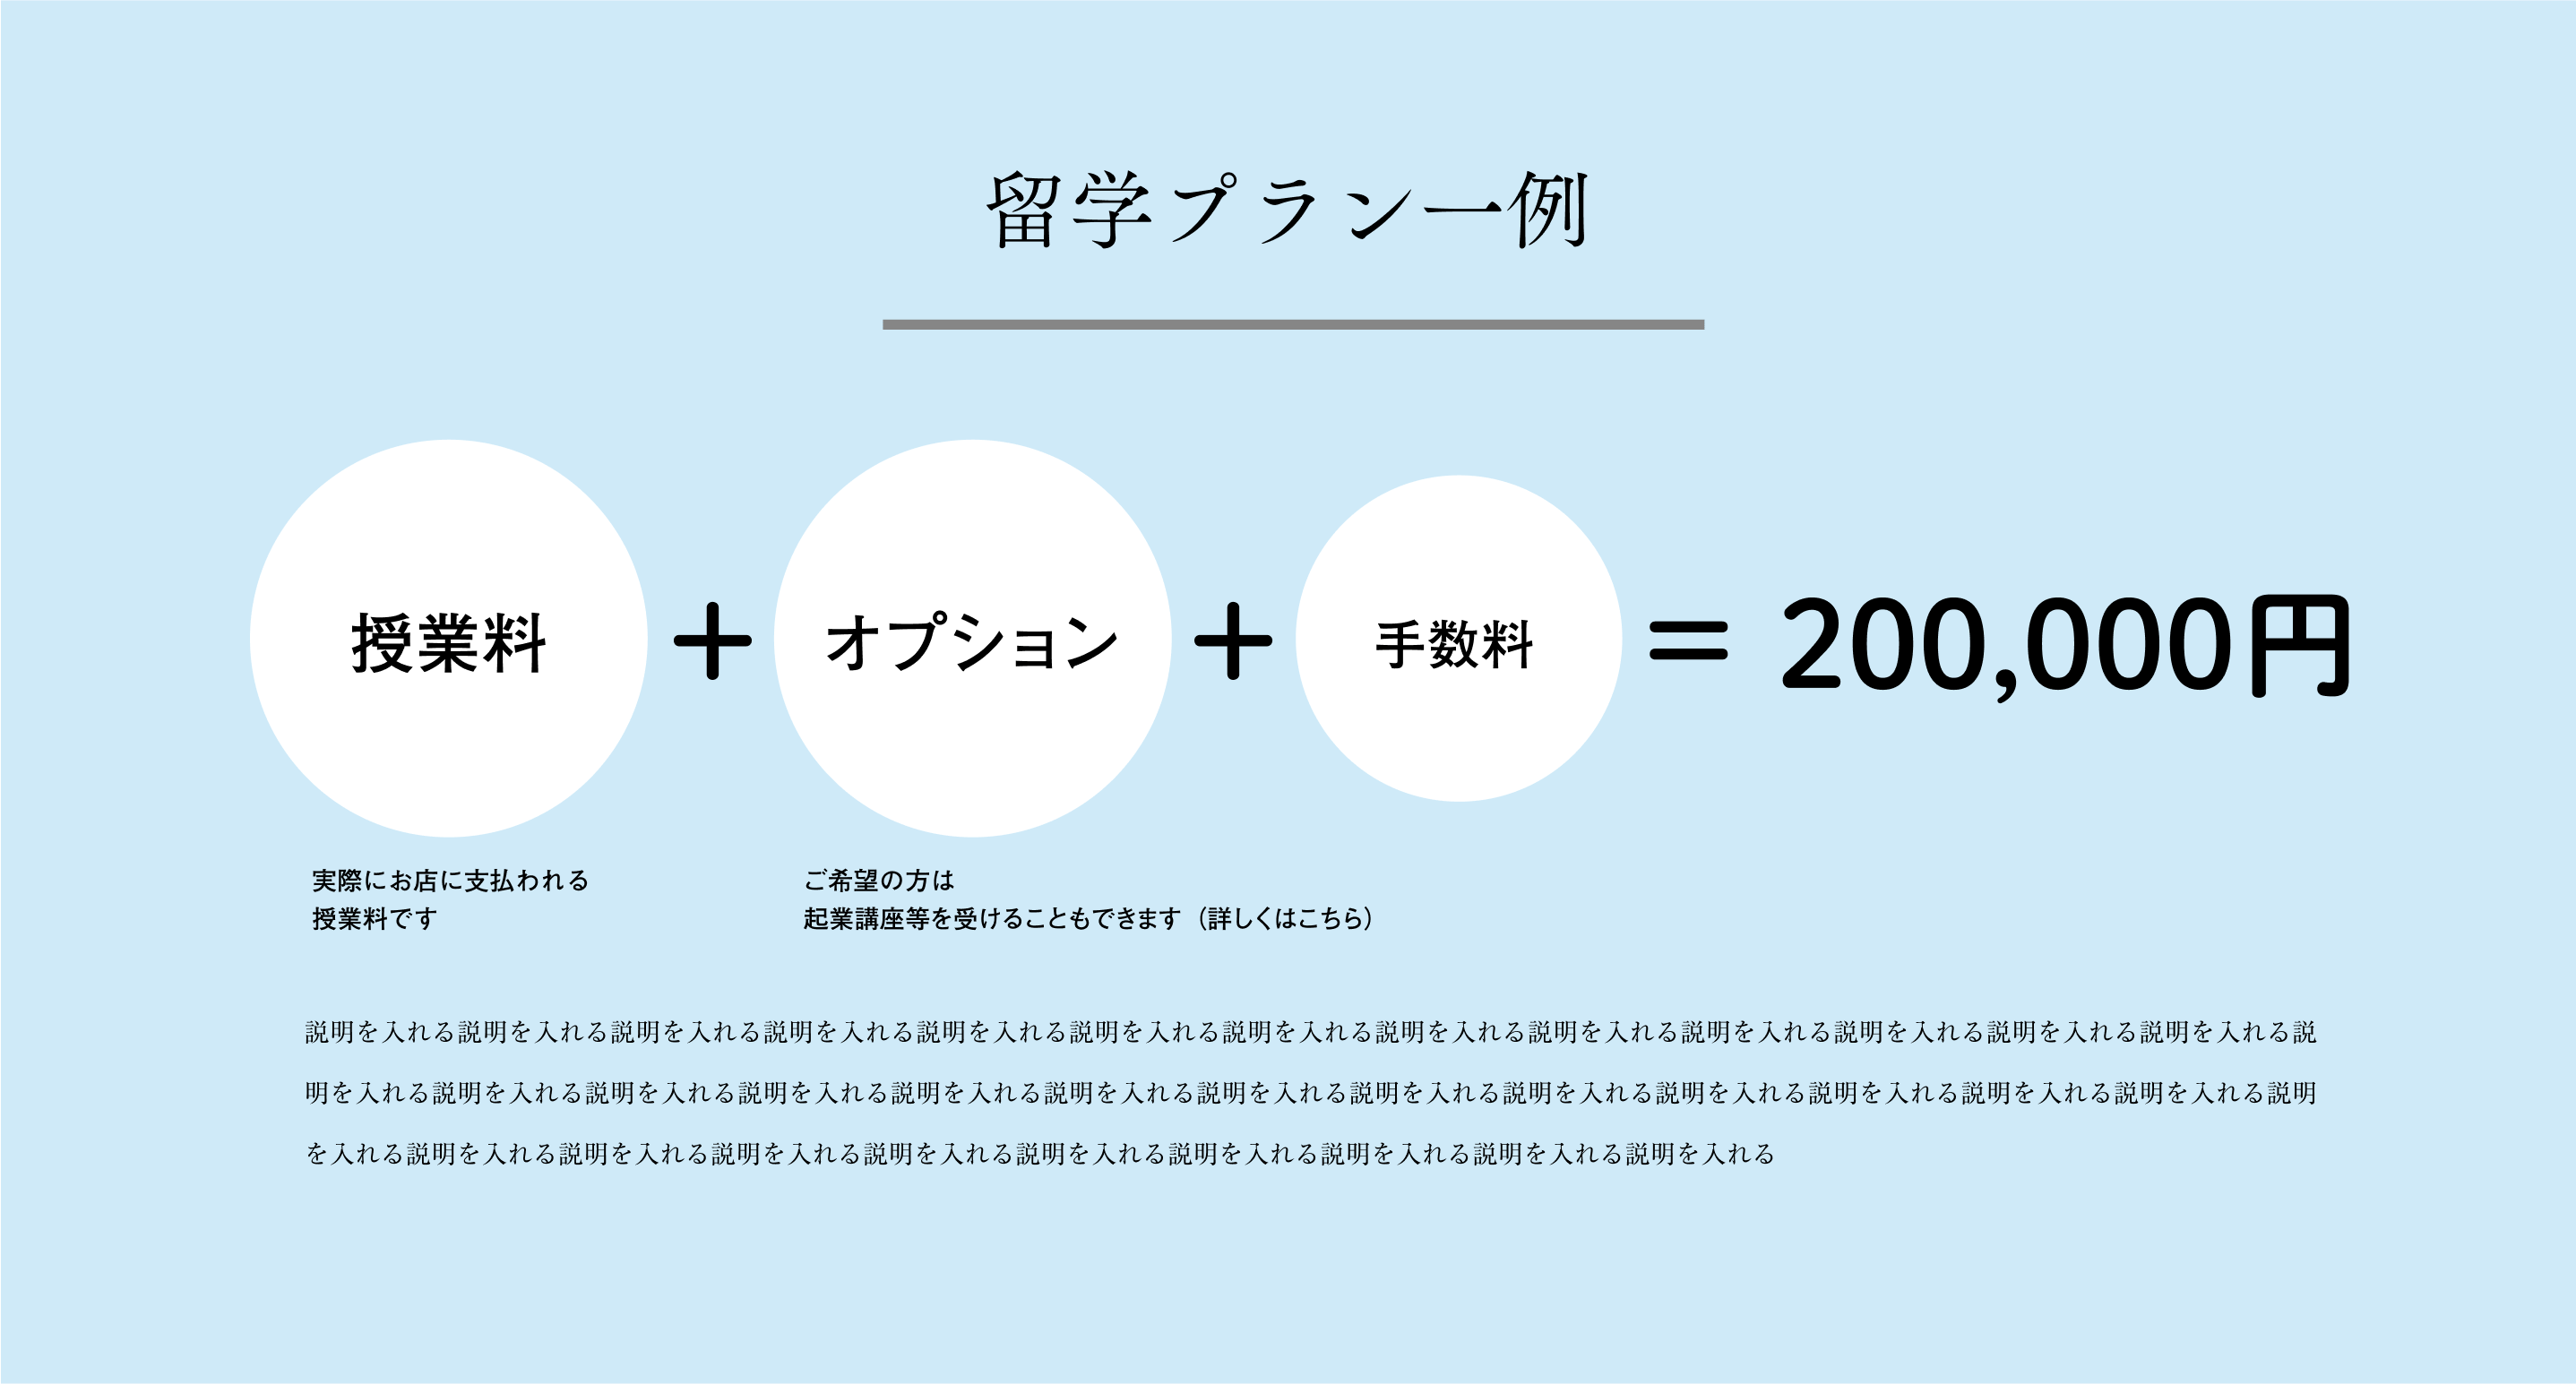 留学プラン一例
授業料 + オプション + 手数料 = 200,000円
実際にお店に支払われる
授業料です
ご希望の方は
起業講座等を受けることもできます（詳しくはこちら）
説明を入れる説明を入れる説明を入れる説明を入れる説明を入れる説明を入れる説明を入れる説明を入れる説明を入れる説明を入れる説明を入れる説明を入れる説明を入れる説
明を入れる説明を入れる説明を入れる説明を入れる説明を入れる説明を入れる説明を入れる説明を入れる説明を入れる説明を入れる説明を入れる説明を入れる説明を入れる説明
を入れる説明を入れる説明を入れる説明を入れる説明を入れる説明を入れる説明を入れる説明を入れる説明を入れる説明を入れる